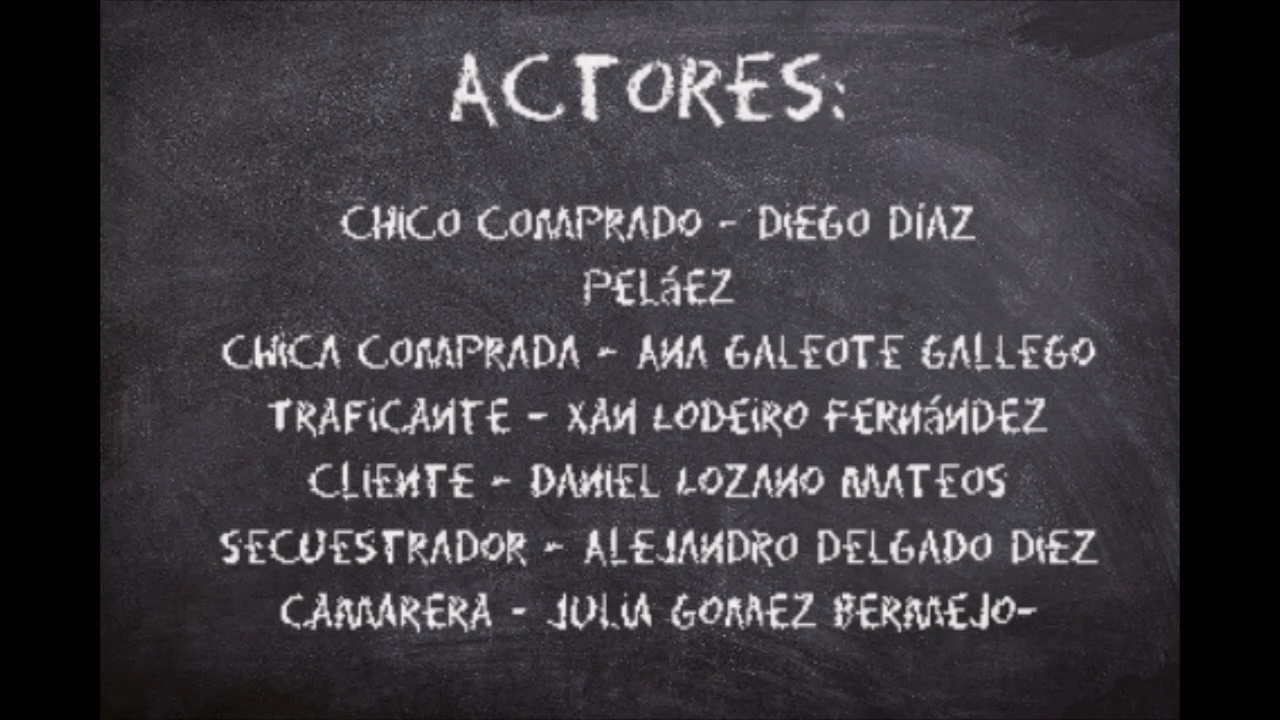 ACTORES:
CHICO COMPRADO - DIEGO DÍAZ
PELÁEZ
CHICA COMPRADA - ANA GALEOTE GALLEGO
TRAFICANTE - XAN LODEIRO FERNÁNDEZ
CLIENTE - DANIEL LOZANO MATEOS
SECUESTRADOR - ALEJANDRO DELGADO DIEZ
CAMARERA - JULIA GOMEZ BERMEJO-